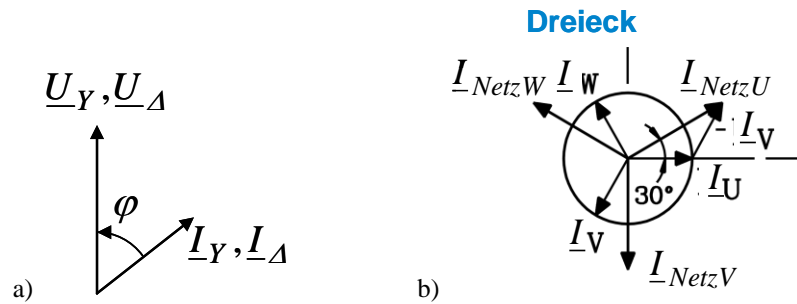 Dreieck
U_Y, U_Δ
φ
I_Y, I_Δ
a)
I_NetzW I_W I_NetzU
- I_V
I_U
30°
I_V
I_NetzV
b)